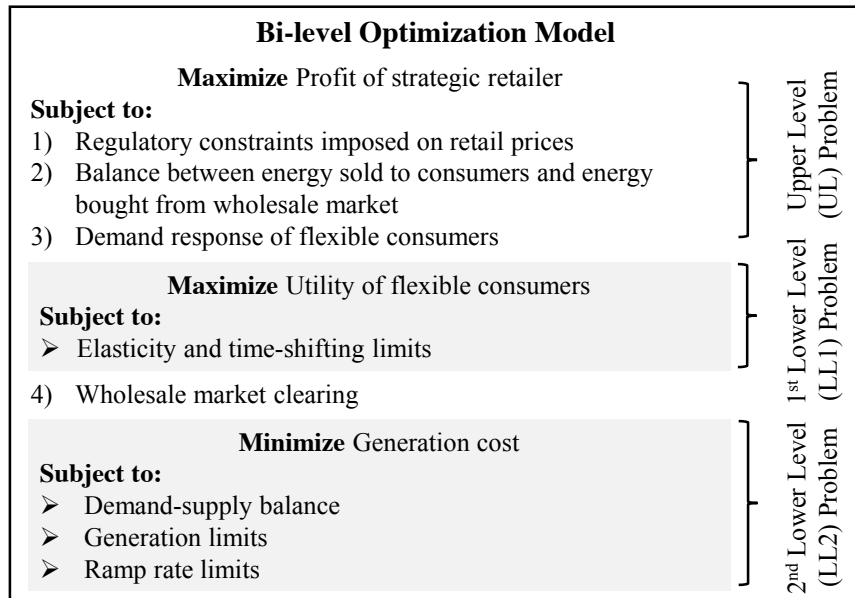 Bi-level Optimization Model
Maximize Profit of strategic retailer
Subject to:
1) Regulatory constraints imposed on retail prices
2) Balance between energy sold to consumers and energy
bought from wholesale market
3) Demand response of flexible consumers
Upper Level
(UL) Problem
Maximize Utility of flexible consumers
Subject to:
➢ Elasticity and time-shifting limits
1st Lower Level
(LL1) Problem
4) Wholesale market clearing
Minimize Generation cost
Subject to:
➢ Demand-supply balance
➢ Generation limits
➢ Ramp rate limits
2nd Lower Level
(LL2) Problem